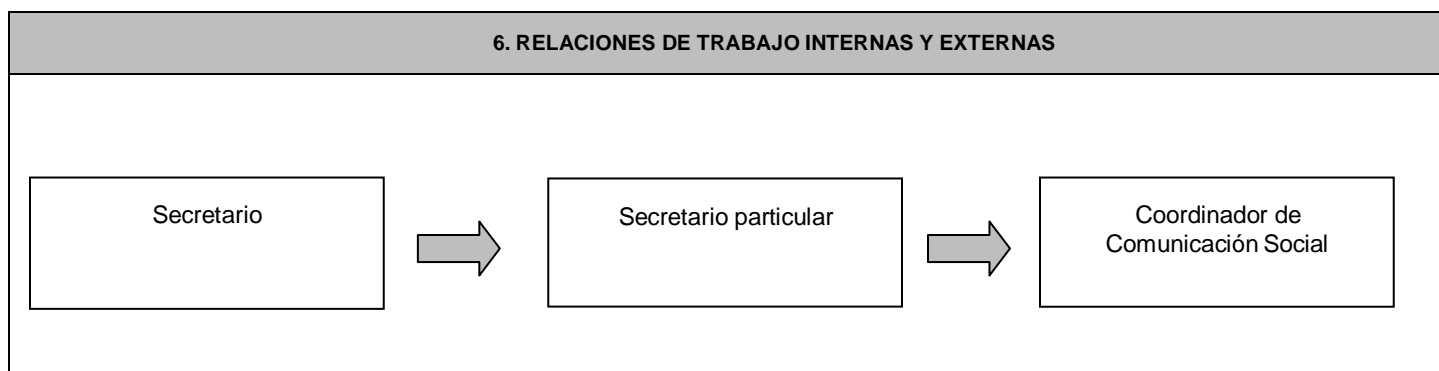 6. RELACIONES DE TRABAJO INTERNAS Y EXTERNAS
Secretario
Secretario particular
Coordinador de
Comunicación Social